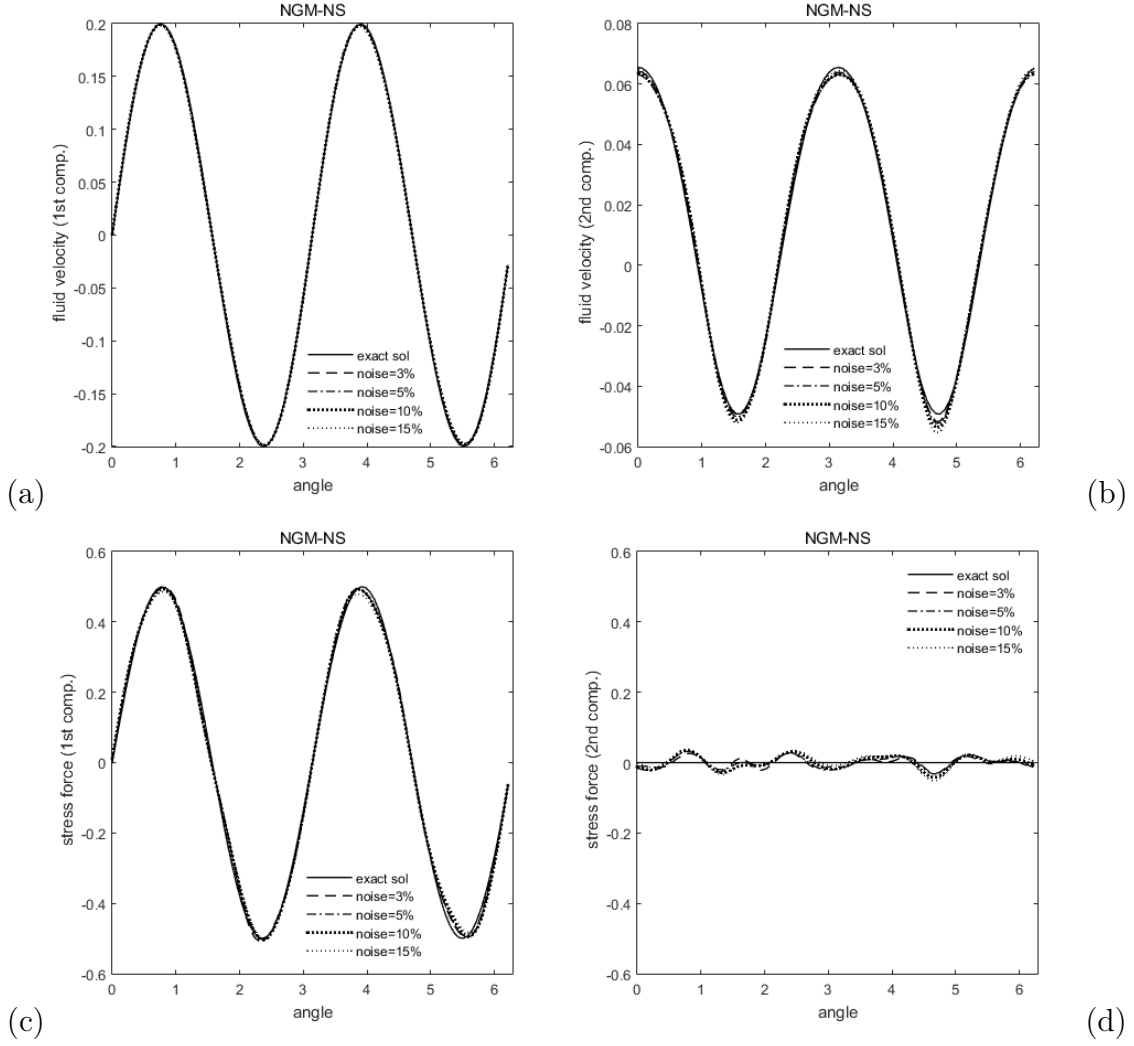 NGM-NS
0.2
0.15
0.1
0.05
0
-0.05
-0.1
-0.15
-0.2
fluid velocity (1st comp.)
exact sol
noise=3%
noise=5%
noise=10%
noise=15%
0 1 2 3 4 5 6
angle
(a)
NGM-NS
0.08
0.06
0.04
0.02
0
-0.02
-0.04
-0.06
fluid velocity (2nd comp.)
exact sol
noise=3%
noise=5%
noise=10%
noise=15%
0 1 2 3 4 5 6
angle
(b)
NGM-NS
0.6
0.4
0.2
0
-0.2
-0.4
-0.6
stress force (1st comp.)
exact sol
noise=3%
noise=5%
noise=10%
noise=15%
0 1 2 3 4 5 6
angle
(c)
NGM-NS
0.6
0.4
0.2
0
-0.2
-0.4
-0.6
stress force (2nd comp.)
exact sol
noise=3%
noise=5%
noise=10%
noise=15%
0 1 2 3 4 5 6
angle
(d)